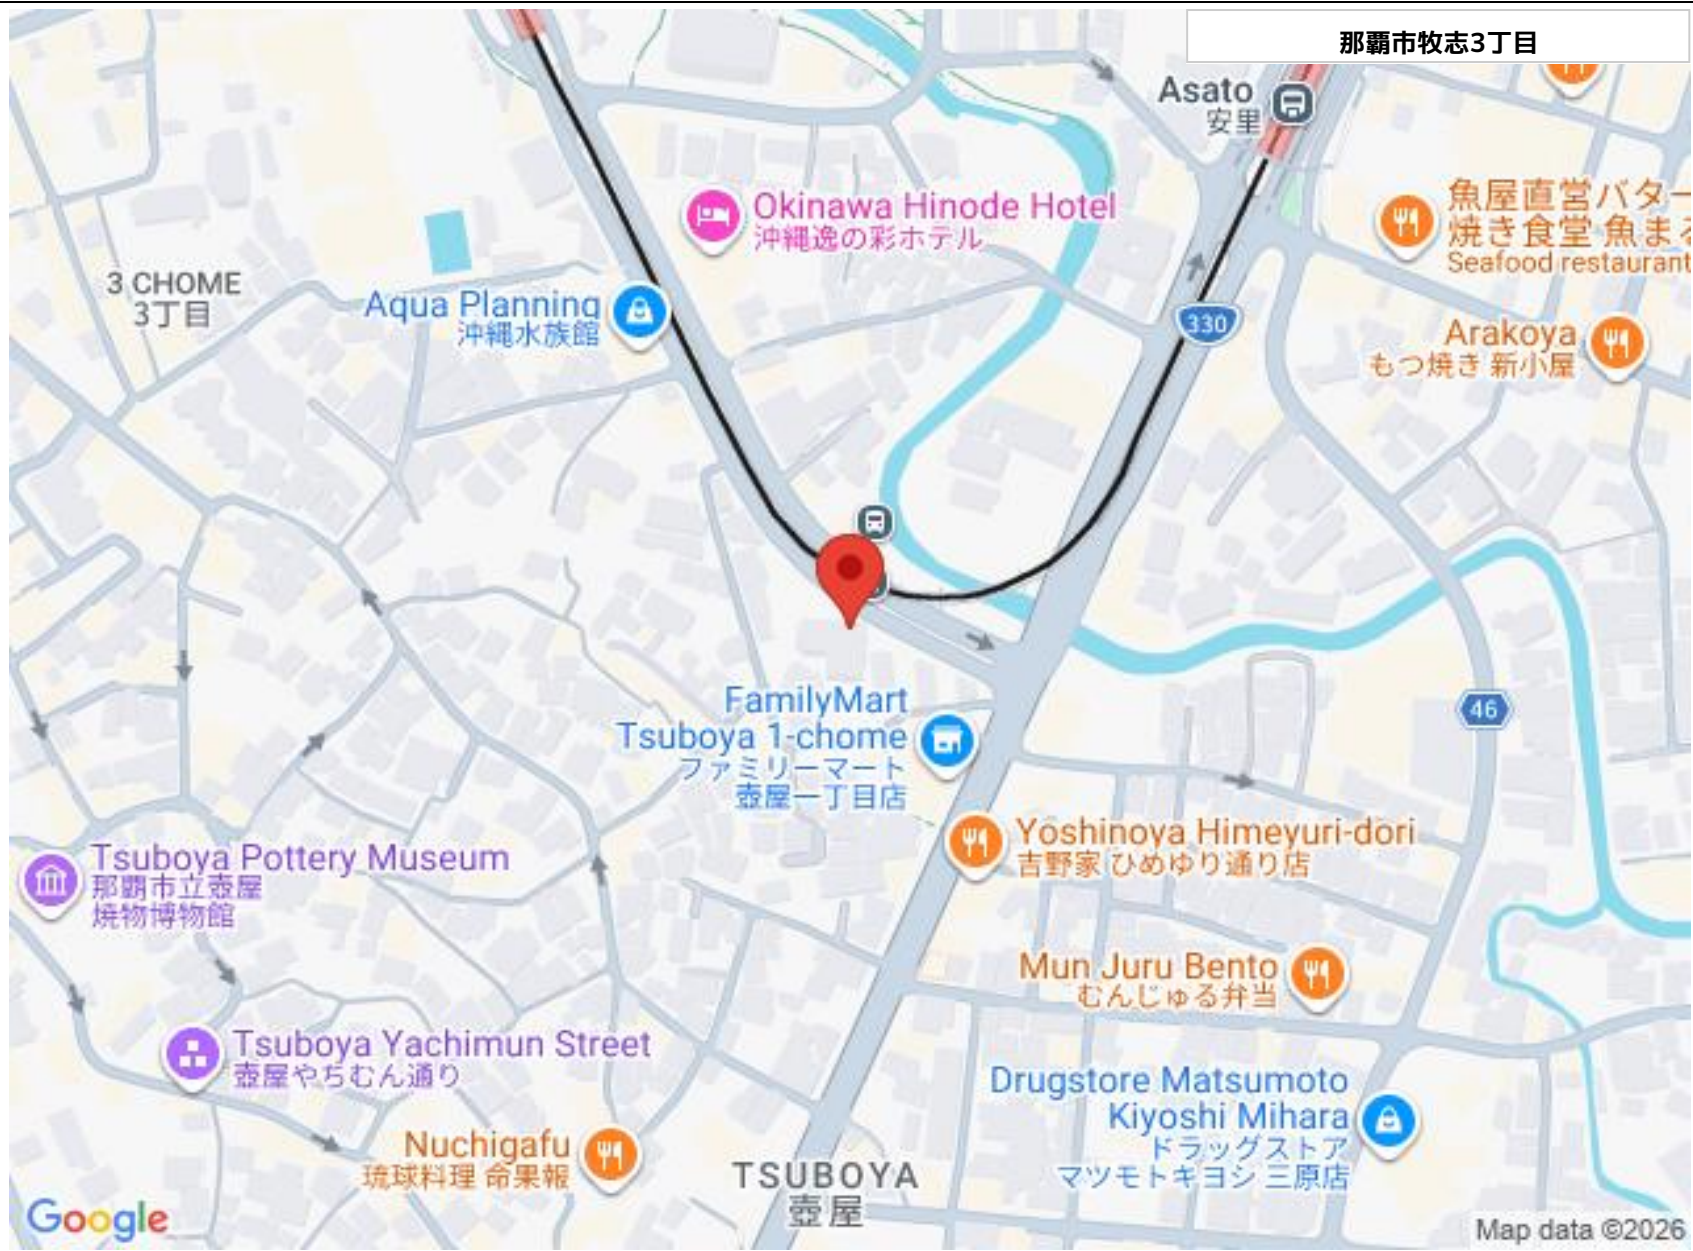 那覇市牧志3丁目
Asato
安里
Okinawa Hinode Hotel
沖縄逸の彩ホテル
魚屋直営バター
焼き食堂 魚まる
Seafood restaurant
3 CHOME
3丁目
Aqua Planning
沖縄水族館
330
Arakoya
もつ焼き 新小屋
FamilyMart
Tsuboya 1-chome
ファミリーマート
壺屋一丁目店
46
Yoshinoya Himeyuri-dori
吉野家 ひめゆり通り店
Tsuboya Pottery Museum
那覇市立壺屋
焼物博物館
Mun Juru Bento
むんじゅる弁当
Tsuboya Yachimun Street
壺屋やちむん通り
Drugstore Matsumoto
Kiyoshi Mihara
ドラッグストア
マツモトキヨシ 三原店
Nuchigafu
琉球料理 命果報
TSUBOYA
壺屋
Google
Map data ©2026